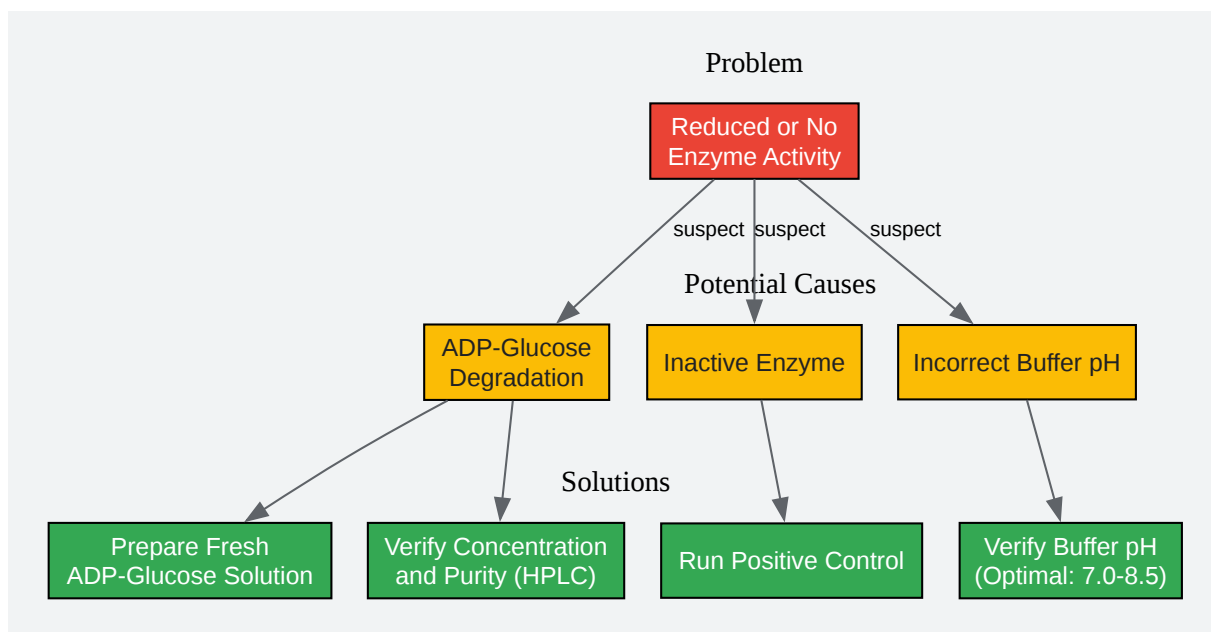 Problem
Reduced or No
Enzyme Activity
suspect
suspect
suspect
Potential Causes
ADP-Glucose
Degradation
Inactive Enzyme
Incorrect Buffer pH
Solutions
Prepare Fresh
ADP-Glucose Solution
Verify Concentration
and Purity (HPLC)
Run Positive Control
Verify Buffer pH
(Optimal: 7.0-8.5)